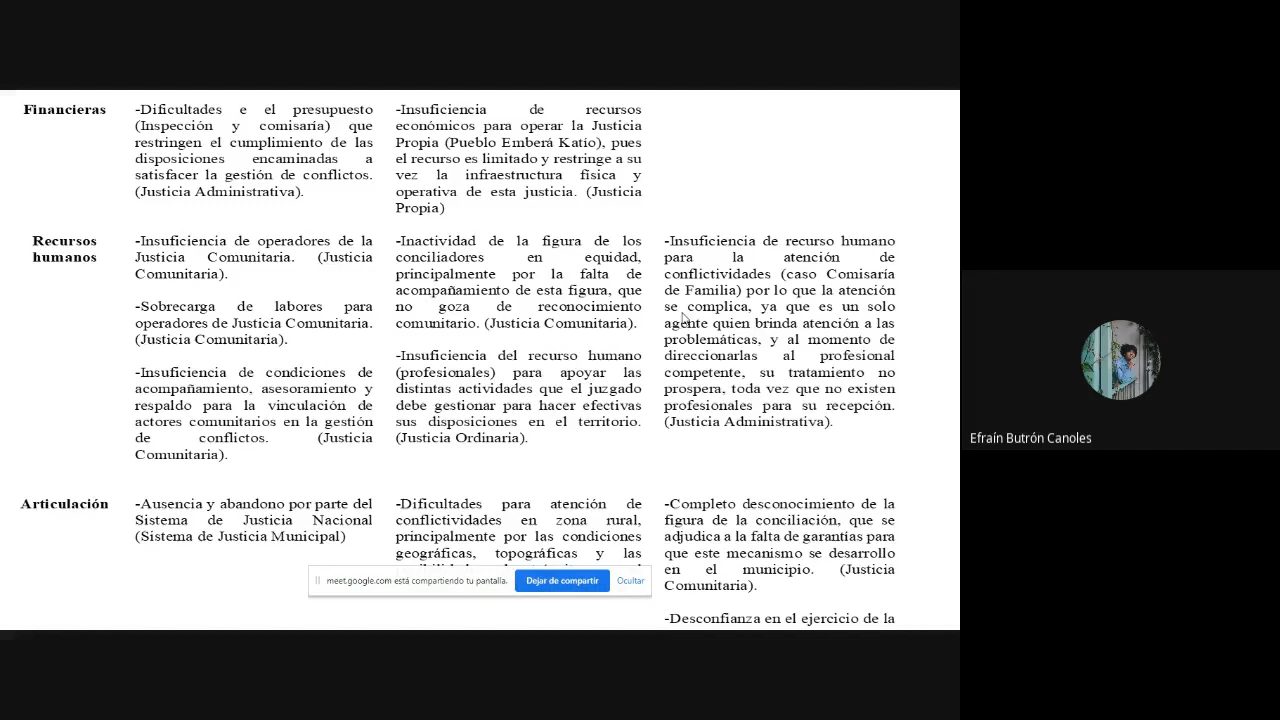 Financieras
-Dificultades e el presupuesto
(Inspección y comisaría) que
restringen el cumplimiento de las
disposiciones encaminadas a
satisfacer la gestión de conflictos.
(Justicia Administrativa).
-Insuficiencia de recursos
económicos para operar la Justicia
Propia (Pueblo Emberá Katío), pues
el recurso es limitado y restringe a su
vez la infraestructura física y
operativa de esta justicia. (Justicia
Propia)
Recursos
humanos
-Insuficiencia de operadores de la
Justicia Comunitaria. (Justicia
Comunitaria).
-Sobrecarga de labores para
operadores de Justicia Comunitaria.
(Justicia Comunitaria).
-Insuficiencia de condiciones de
acompañamiento, asesoramiento y
respaldo para la vinculación de
actores comunitarios en la gestión
de conflictos. (Justicia
Comunitaria).
-Inactividad de la figura de los
conciliadores en equidad,
principalmente por la falta de
acompañamiento de esta figura, que
no goza de reconocimiento
comunitario. (Justicia Comunitaria).
-Insuficiencia del recurso humano
(profesionales) para apoyar las
distintas actividades que el juzgado
debe gestionar para hacer efectivas
sus disposiciones en el territorio.
(Justicia Ordinaria).
-Insuficiencia de recurso humano
para la atención de
conflictividades (caso Comisaría
de Familia) por lo que la atención
se complica, ya que es un solo
agente quien brinda atención a las
problemáticas, y al momento de
direccionarlas al profesional
competente, su tratamiento no
prospera, toda vez que no existen
profesionales para su recepción.
(Justicia Administrativa).
Articulación
-Ausencia y abandono por parte del
Sistema de Justicia Nacional
(Sistema de Justicia Municipal)
-Dificultades para atención de
conflictividades en zona rural,
principalmente por las condiciones
geográficas, topográficas y las
-Completo desconocimiento de la
figura de la conciliación, que se
adjudica a la falta de garantías para
que este mecanismo se desarrollo
en el municipio. (Justicia
Comunitaria).
-Desconfianza en el ejercicio de la
meet.google.com está compartiendo tu pantalla.
Dejar de compartir
Ocultar
Efraín Butrón Canoles